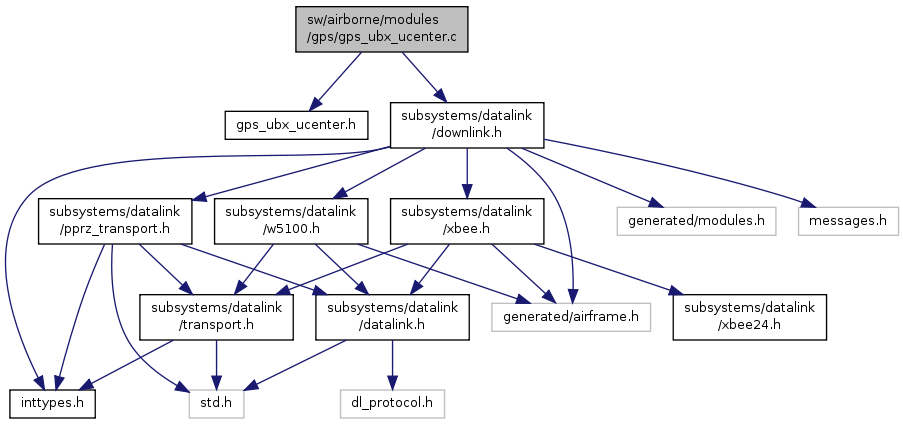 sw/airborne/modules
/gps/gps_ubx_ucenter.c
gps_ubx_ucenter.h
subsystems/datalink
/downlink.h
subsystems/datalink
/pprz_transport.h
subsystems/datalink
/w5100.h
subsystems/datalink
/xbee.h
generated/modules.h
messages.h
subsystems/datalink
/transport.h
subsystems/datalink
/datalink.h
generated/airframe.h
subsystems/datalink
/xbee24.h
inttypes.h
std.h
dl_protocol.h